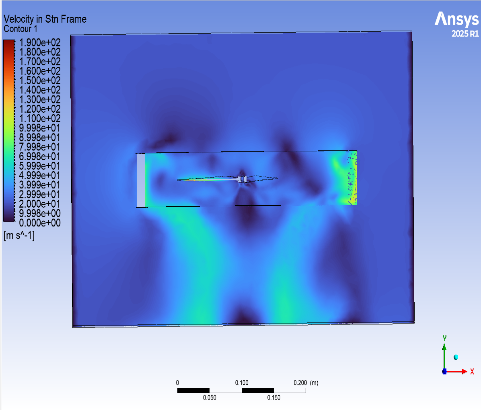 Velocity in Stn Frame
Contour 1
1.900e+02
1.800e+02
1.700e+02
1.600e+02
1.500e+02
1.400e+02
1.300e+02
1.200e+02
1.100e+02
9.998e+01
8.999e+01
7.999e+01
6.999e+01
5.999e+01
4.999e+01
3.999e+01
2.999e+01
2.000e+01
9.998e+00
0.000e+00
[m s^-1]
Ansys
2025 R1
Y
X
0 0.100 0.200 (m)
0.050 0.150